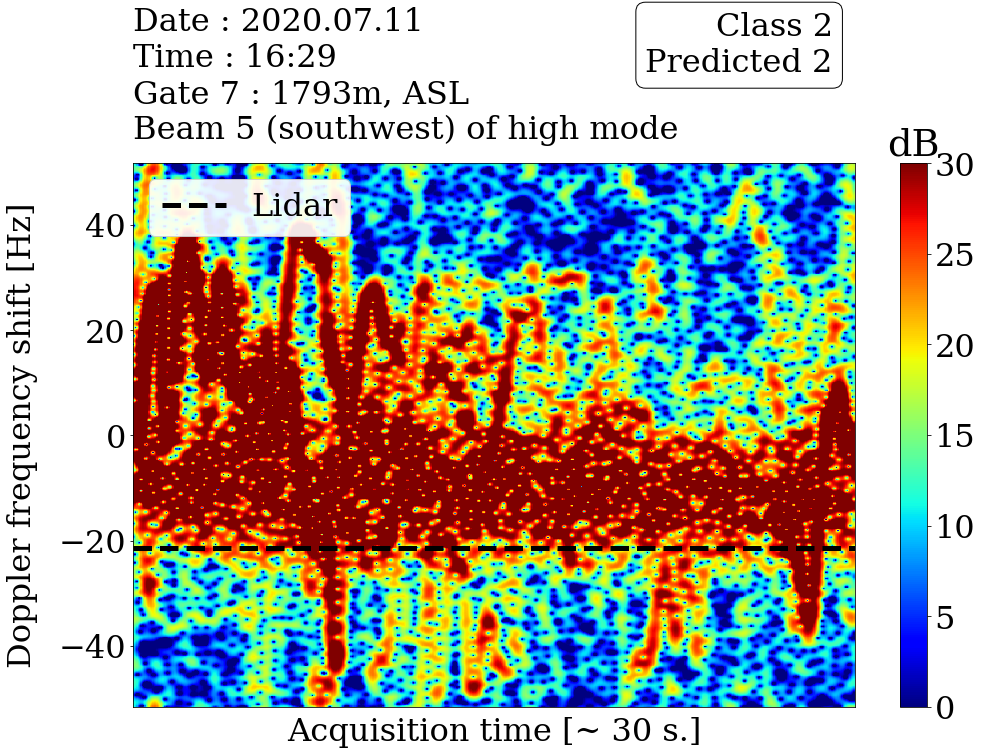 Date : 2020.07.11
Time : 16:29
Gate 7 : 1793m, ASL
Beam 5 (southwest) of high mode
Class 2
Predicted 2
dB
Lidar
Doppler frequency shift [Hz]
40
20
0
−20
−40
Acquisition time [~ 30 s.]
30
25
20
15
10
5
0